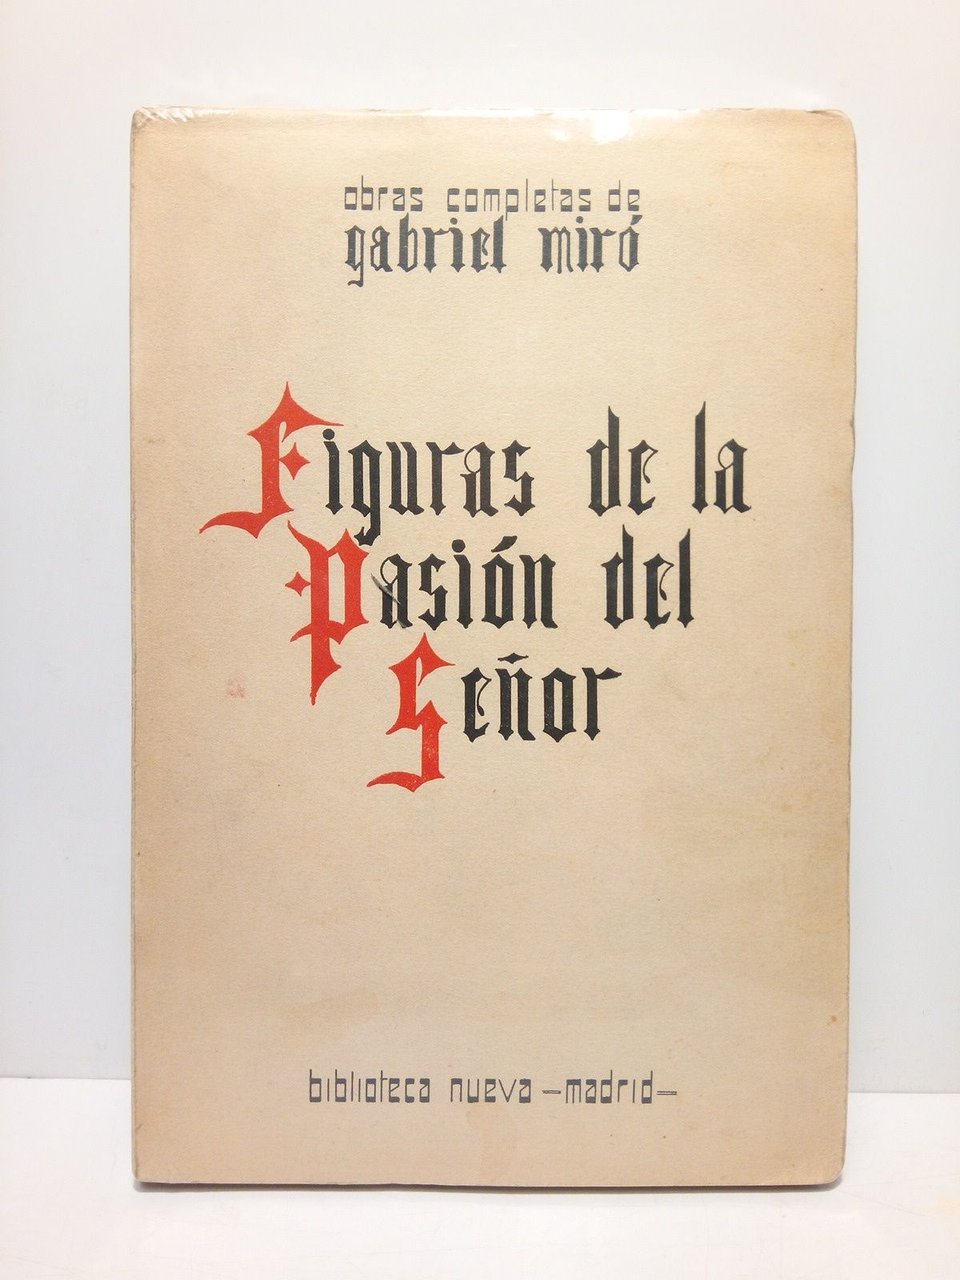 obras completas de
gabriel miró
Figuras de la
Pasión del
Señor
biblioteca nueva - madrid -